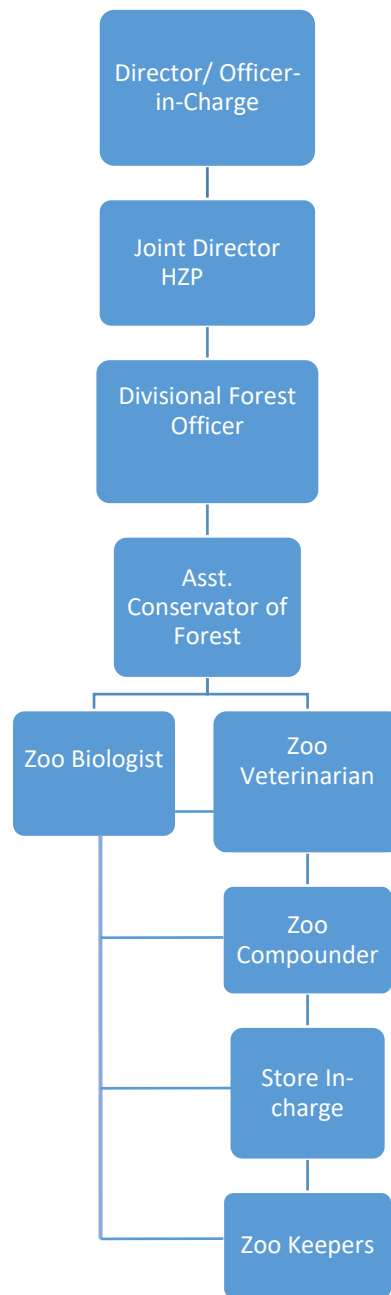 Director/ Officer-
in-Charge
Joint Director
HZP
Divisional Forest
Officer
Asst.
Conservator of
Forest
Zoo Biologist
Zoo
Veterinarian
Zoo
Compounder
Store In-
charge
Zoo Keepers